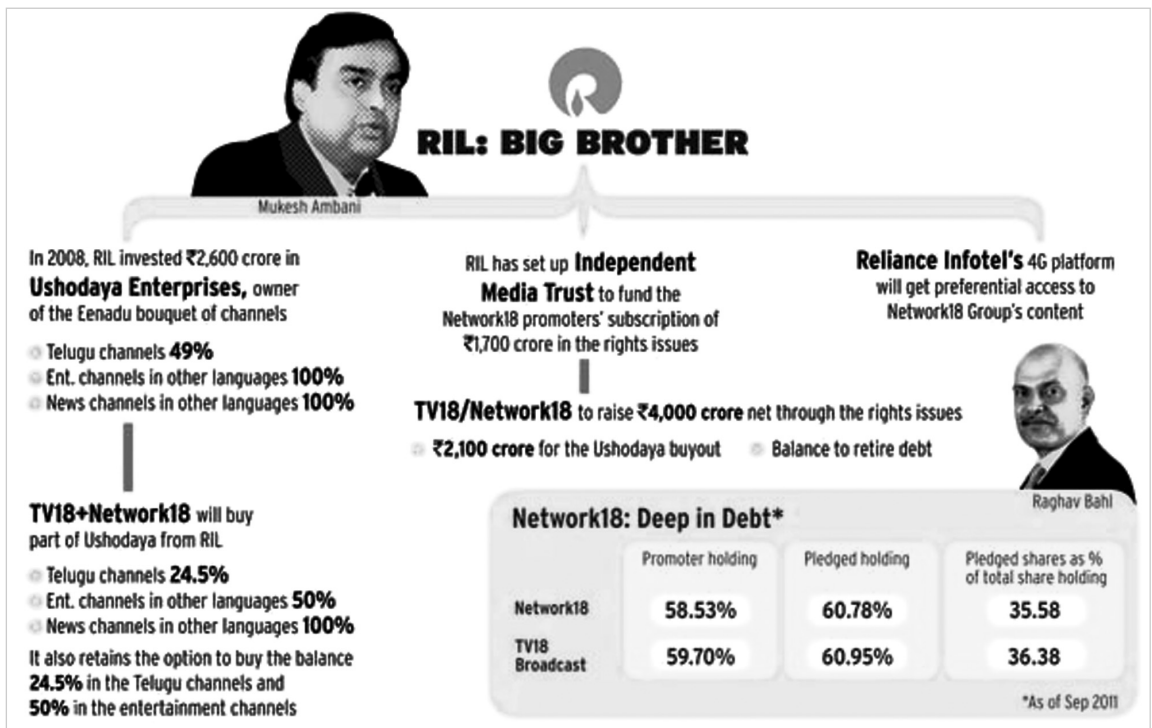 RIL: BIG BROTHER
Mukesh Ambani
In 2008, RIL invested ₹2,600 crore in
Ushodaya Enterprises, owner
of the Eenadu bouquet of channels
Telugu channels 49%
Ent. channels in other languages 100%
News channels in other languages 100%
TV18+Network18 will buy
part of Ushodaya from RIL
Telugu channels 24.5%
Ent. channels in other languages 50%
News channels in other languages 100%
It also retains the option to buy the balance
24.5% in the Telugu channels and
50% in the entertainment channels
RIL has set up Independent
Media Trust to fund the
Network18 promoters' subscription of
₹1,700 crore in the rights issues
TV18/Network18 to raise ₹4,000 crore net through the rights issues
₹2,100 crore for the Ushodaya buyout
Balance to retire debt
Reliance Infotel's 4G platform
will get preferential access to
Network18 Group's content
Raghav Bahl
Network18: Deep in Debt*
Promoter holding
Pledged holding
Pledged shares as %
of total share holding
Network18
58.53%
60.78%
35.58
TV18
Broadcast
59.70%
60.95%
36.38
*As of Sep 2011